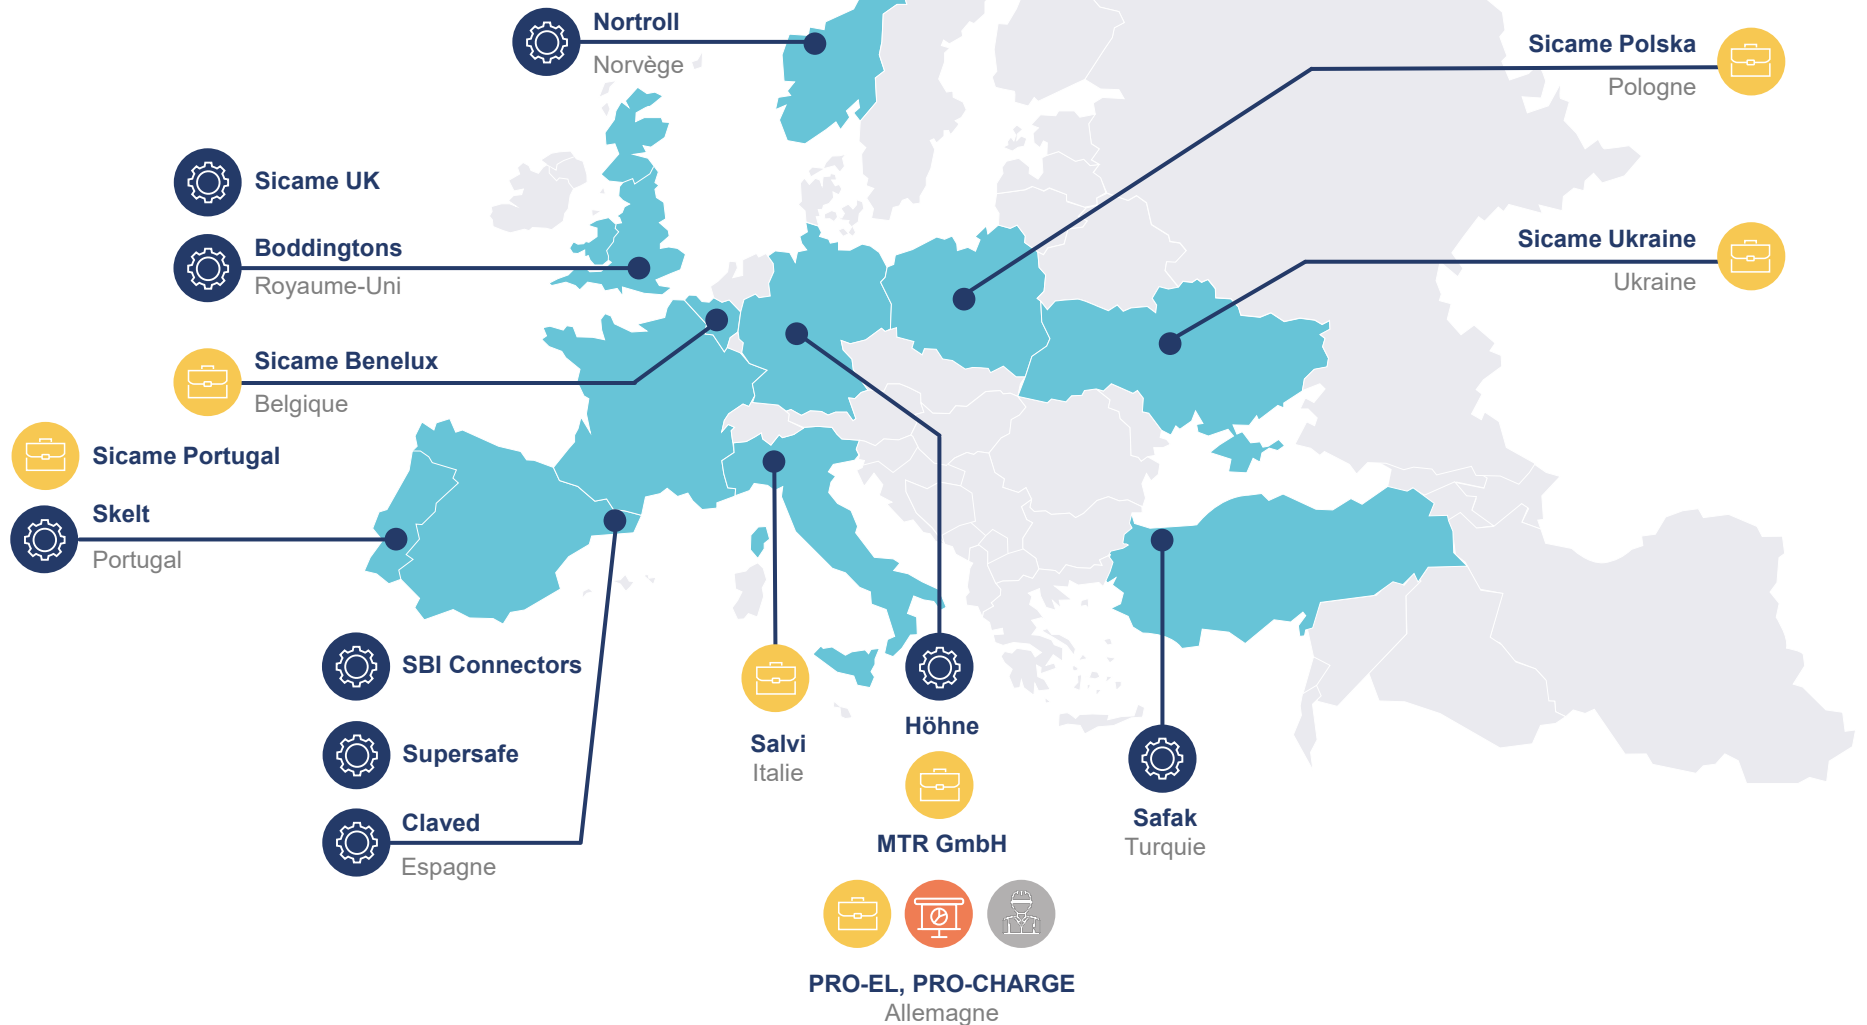 Nortroll
Norvège
Sicame Polska
Pologne
Sicame UK
Boddingtons
Royaume-Uni
Sicame Ukraine
Ukraine
Sicame Benelux
Belgique
Sicame Portugal
Skelt
Portugal
SBI Connectors
Supersafe
Claved
Espagne
Salvi
Italie
Höhne
MTR GmbH
PRO-EL, PRO-CHARGE
Allemagne
Safak
Turquie